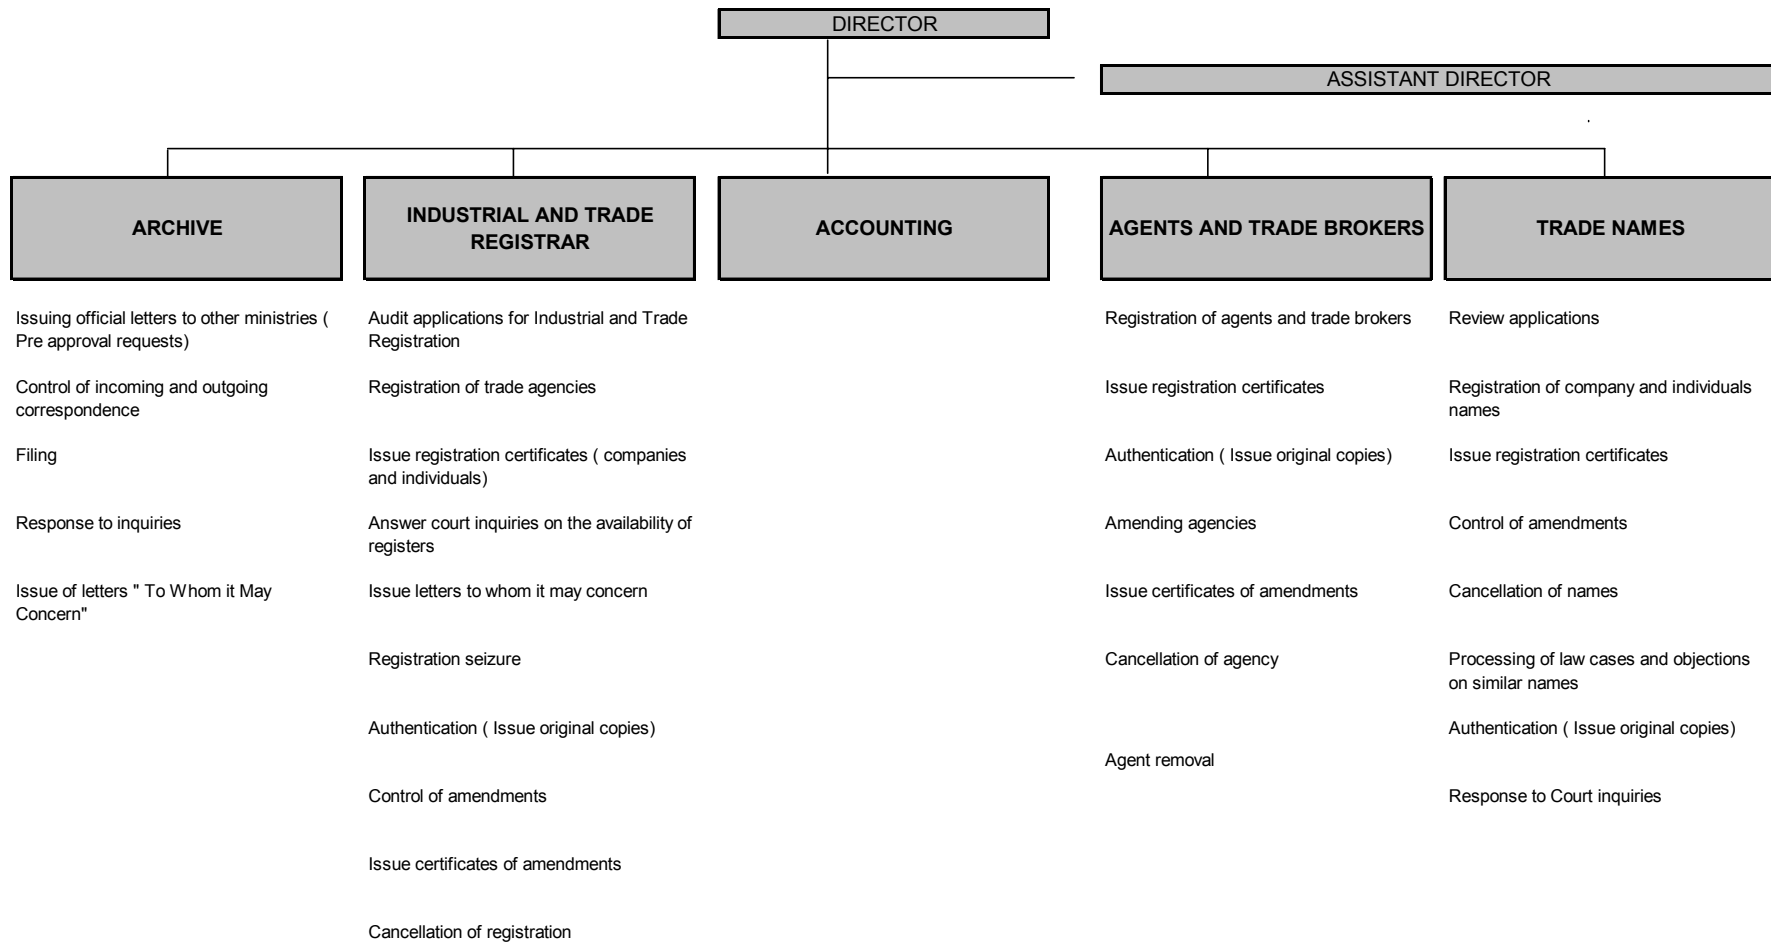 DIRECTOR
ASSISTANT DIRECTOR
.
ARCHIVE
INDUSTRIAL AND TRADE
REGISTRAR
ACCOUNTING
AGENTS AND TRADE BROKERS
TRADE NAMES
Issuing official letters to other ministries (
Pre approval requests)
Control of incoming and outgoing
correspondence
Filing
Response to inquiries
Issue of letters " To Whom it May
Concern"
Audit applications for Industrial and Trade
Registration
Registration of trade agencies
Issue registration certificates ( companies
and individuals)
Answer court inquiries on the availability of
registers
Issue letters to whom it may concern
Registration seizure
Authentication ( Issue original copies)
Control of amendments
Issue certificates of amendments
Cancellation of registration
Registration of agents and trade brokers
Issue registration certificates
Authentication ( Issue original copies)
Amending agencies
Issue certificates of amendments
Cancellation of agency
Agent removal
Review applications
Registration of company and individuals
names
Issue registration certificates
Control of amendments
Cancellation of names
Processing of law cases and objections
on similar names
Authentication ( Issue original copies)
Response to Court inquiries